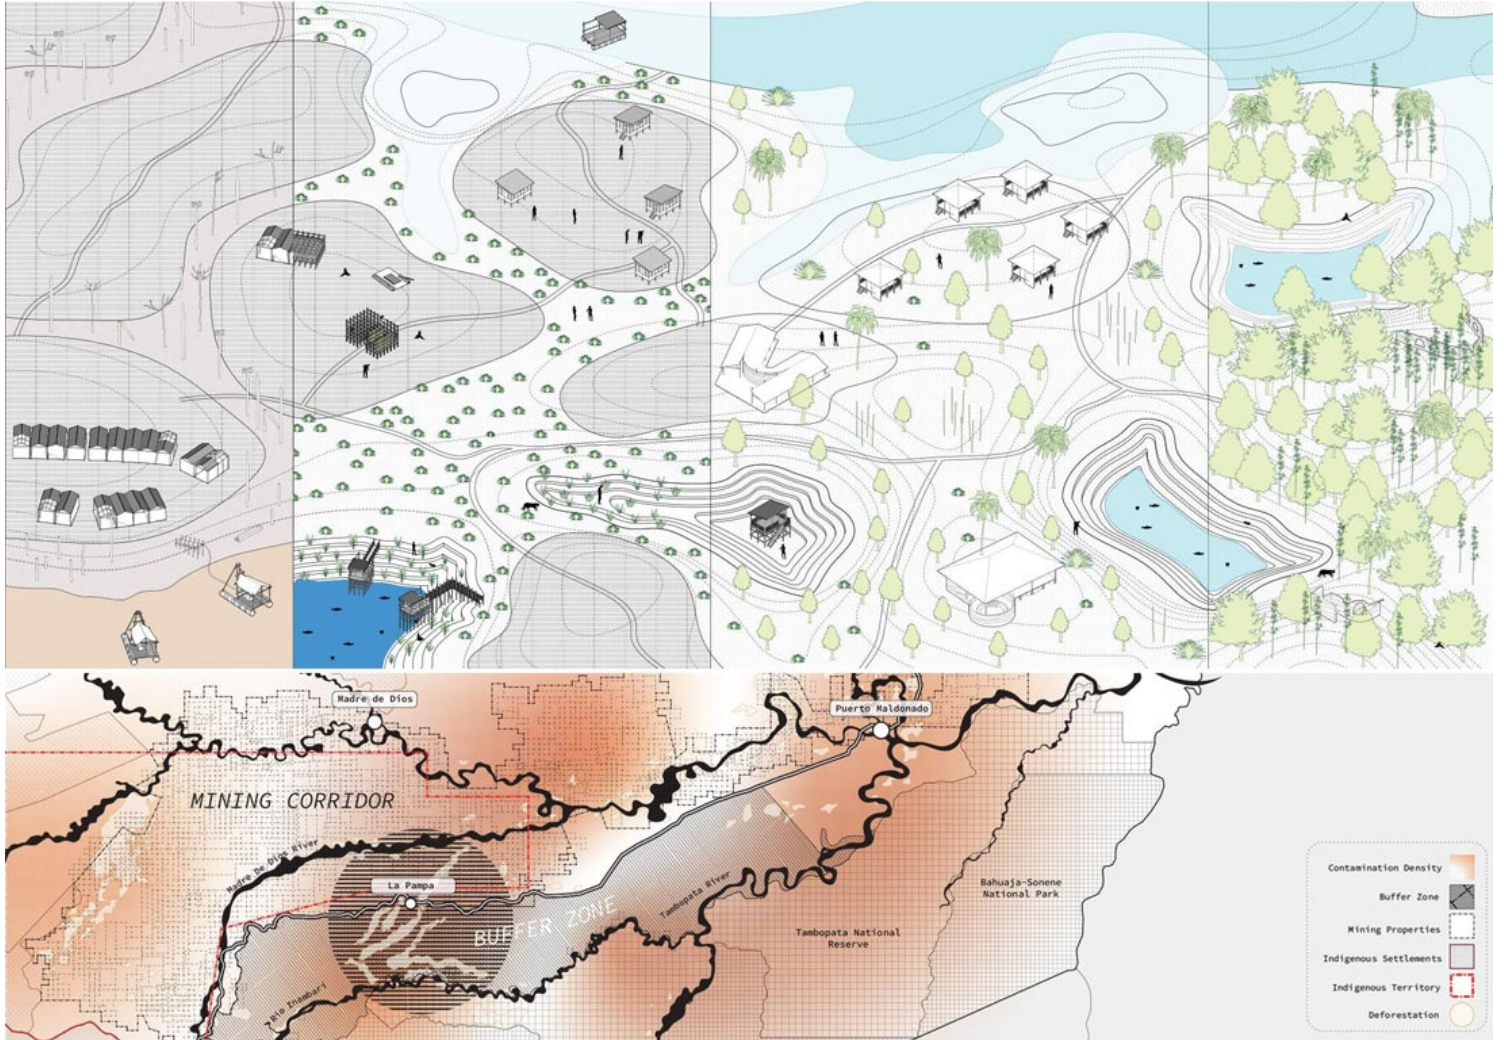 Madre de Dios
Puerto Maldonado
MINING CORRIDOR
Madre De Dios River
La Pampa
BUFFER ZONE
Tambopata River
Bahuaja-Sonene
National Park
Tambopata National
Reserve
Rio Inambari
Contamination Density
Buffer Zone
Mining Properties
Indigenous Settlements
Indigenous Territory
Deforestation